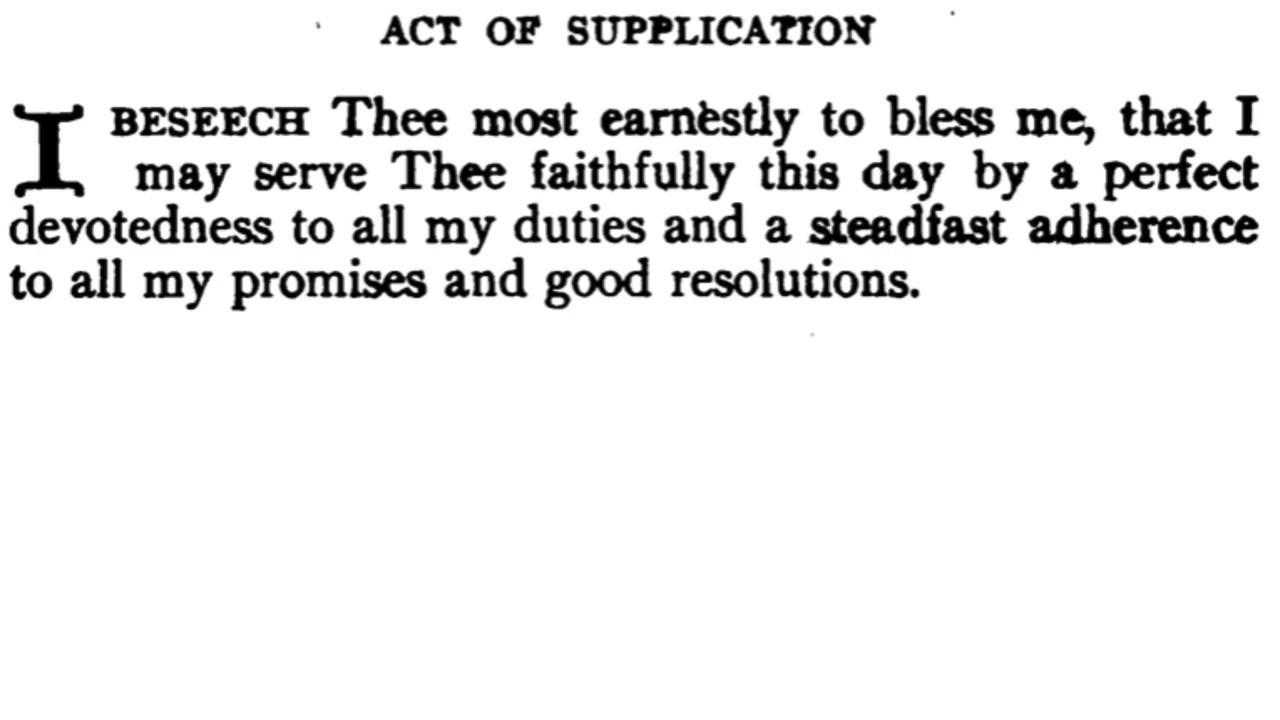 ACT OF SUPPLICATION
I BESEECH Thee most earnestly to bless me, that I
may serve Thee faithfully this day by a perfect
devotedness to all my duties and a steadfast adherence
to all my promises and good resolutions.